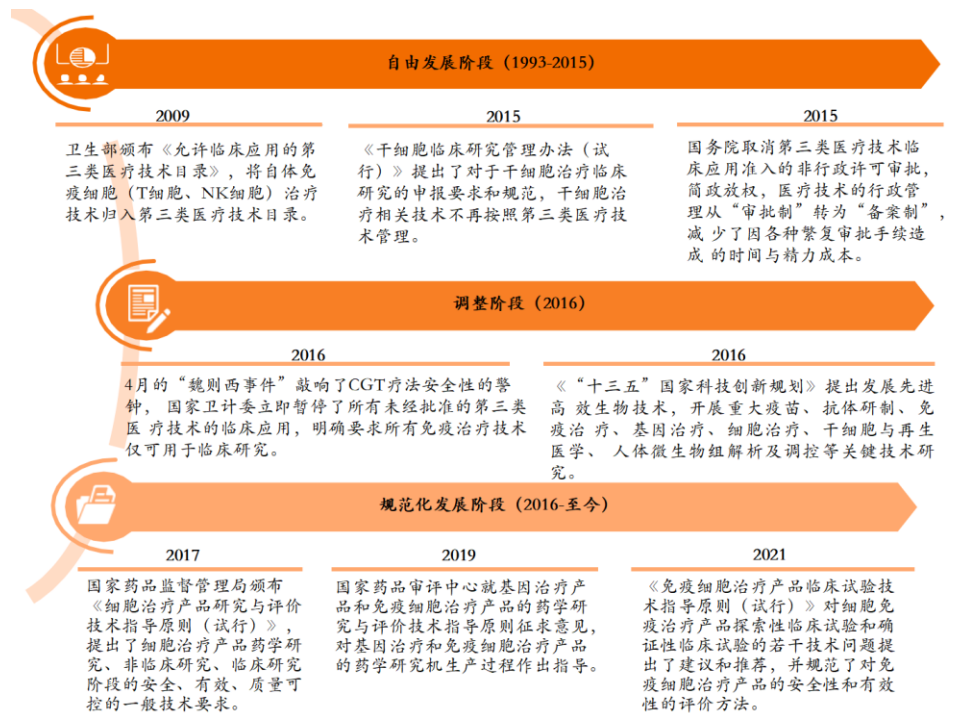 自由发展阶段（1993-2015）
2009
卫生部颁布《允许临床应用的第
三类医疗技术目录》，将自体免
疫细胞（T细胞、NK细胞）治疗
技术归入第三类医疗技术目录。
2015
《干细胞临床研究管理办法（试
行）》提出了对于干细胞治疗临床
研究的申报要求和规范，干细胞治
疗相关技术不再按照第三类医疗技
术管理。
2015
国务院取消第三类医疗技术临
床应用准入的非行政许可审批，
简政放权，医疗技术的行政管
理从“审批制”转为“备案制”，
减 少了因各种繁复审批手续造
成 的时间与精力成本。
调整阶段（2016）
2016
4月的“魏则西事件”敲响了CGT疗法安全性的警
钟， 国家卫计委立即暂停了所有未经批准的第三类
医 疗技术的临床应用，明确要求所有免疫治疗技术
仅可用于临床研究。
2016
《“十三五”国家科技创新规划》提出发展先进
高 效生物技术，开展重大疫苗、抗体研制、免
疫治 疗、基因治疗、细胞治疗、干细胞与再生
医学、 人体微生物组解析及调控等关键技术研
究。
规范化发展阶段（2016-至今）
2017
国家药品监督管理局颁布
《细胞治疗产品研究与评价
技术指导原则（试行）》，
提出了细胞治疗产品药学研
究、非临床研究、临床研究
阶段的安全、有效、质量可
控的一般技术要求。
2019
国家药品审评中心就基因治疗产
品和免疫细胞治疗产品的药学研
究与评价技术指导原则征求意见，
对基因治疗和免疫细胞治疗产品
的药学研究机生产过程作出指导。
2021
《免疫细胞治疗产品临床试验技
术指导原则（试行）》对细胞免
疫治疗产品探索性临床试验和确
证性临床试验的若干技术问题提
出了建议和推荐，并规范了对免
疫细胞治疗产品的安全性和有效
性的评价方法。